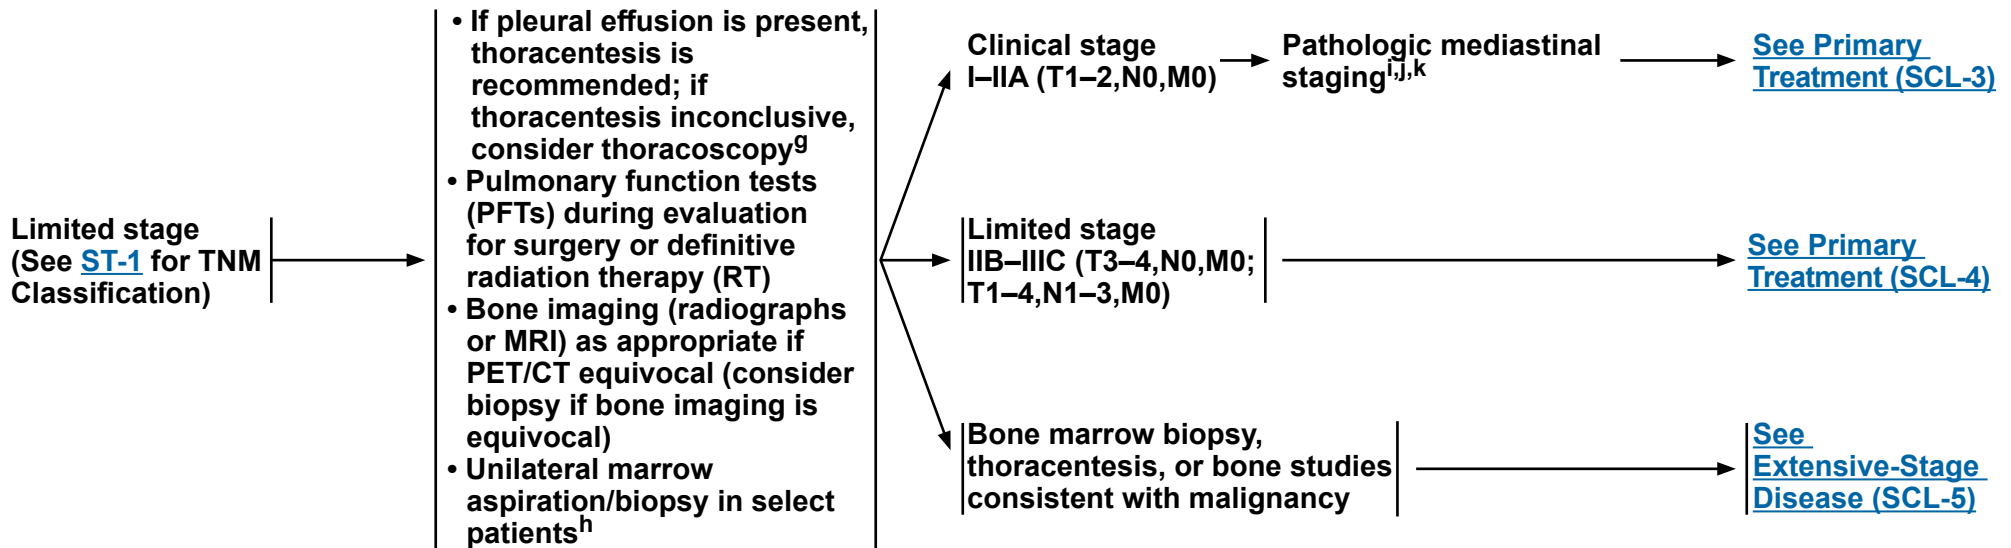 Limited stage
(See ST-1 for TNM
Classification)
• If pleural effusion is present,
thoracentesis is
recommended; if
thoracentesis inconclusive,
consider thoracoscopyg
• Pulmonary function tests
(PFTs) during evaluation
for surgery or definitive
radiation therapy (RT)
• Bone imaging (radiographs
or MRI) as appropriate if
PET/CT equivocal (consider
biopsy if bone imaging is
equivocal)
• Unilateral marrow
aspiration/biopsy in select
patientsh
Clinical stage
I–IIA (T1–2,N0,M0)
Pathologic mediastinal
stagingi,j,k
See Primary
Treatment (SCL-3)
Limited stage
IIB–IIIC (T3–4,N0,M0;
T1–4,N1–3,M0)
See Primary
Treatment (SCL-4)
Bone marrow biopsy,
thoracentesis, or bone studies
consistent with malignancy
See
Extensive-Stage
Disease (SCL-5)